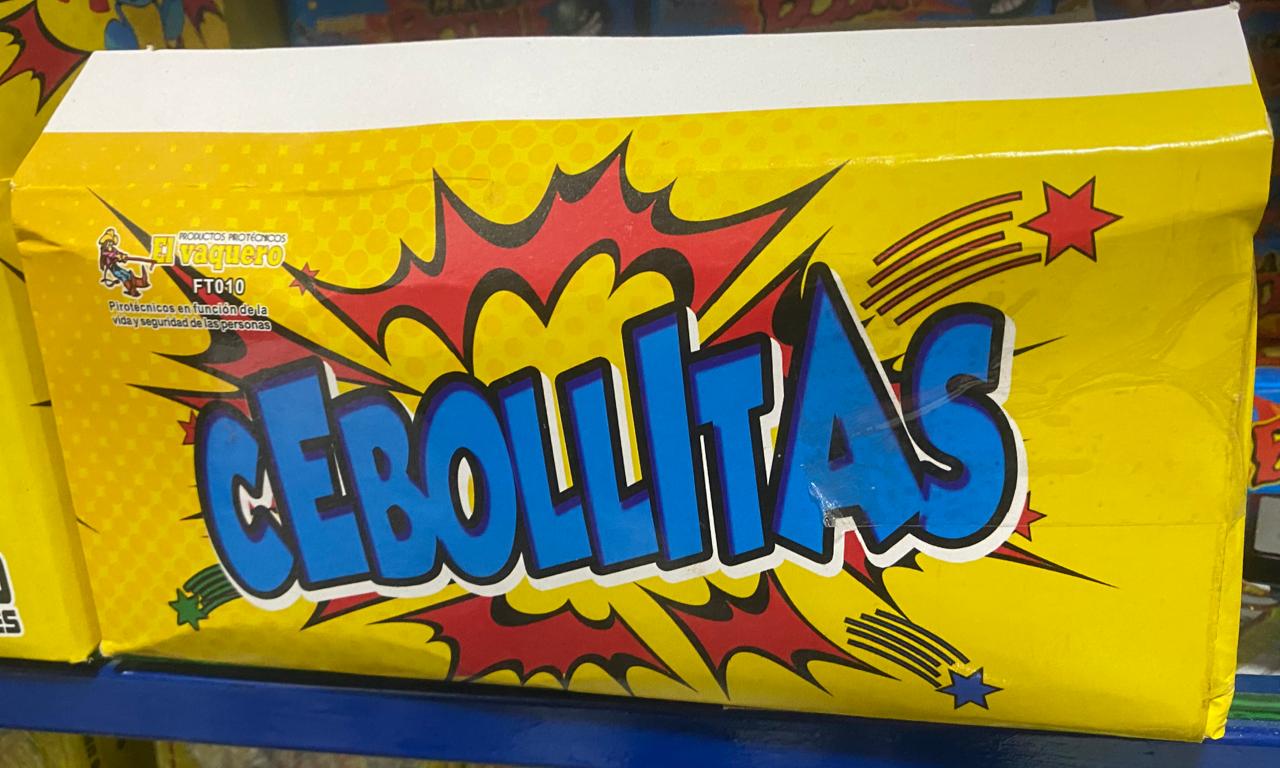 PRODUCTOS PIROTÉCNICOS
El vaquero
FT010
Pirotécnicos en función de la
vida y seguridad de las personas
CEBOLLITAS